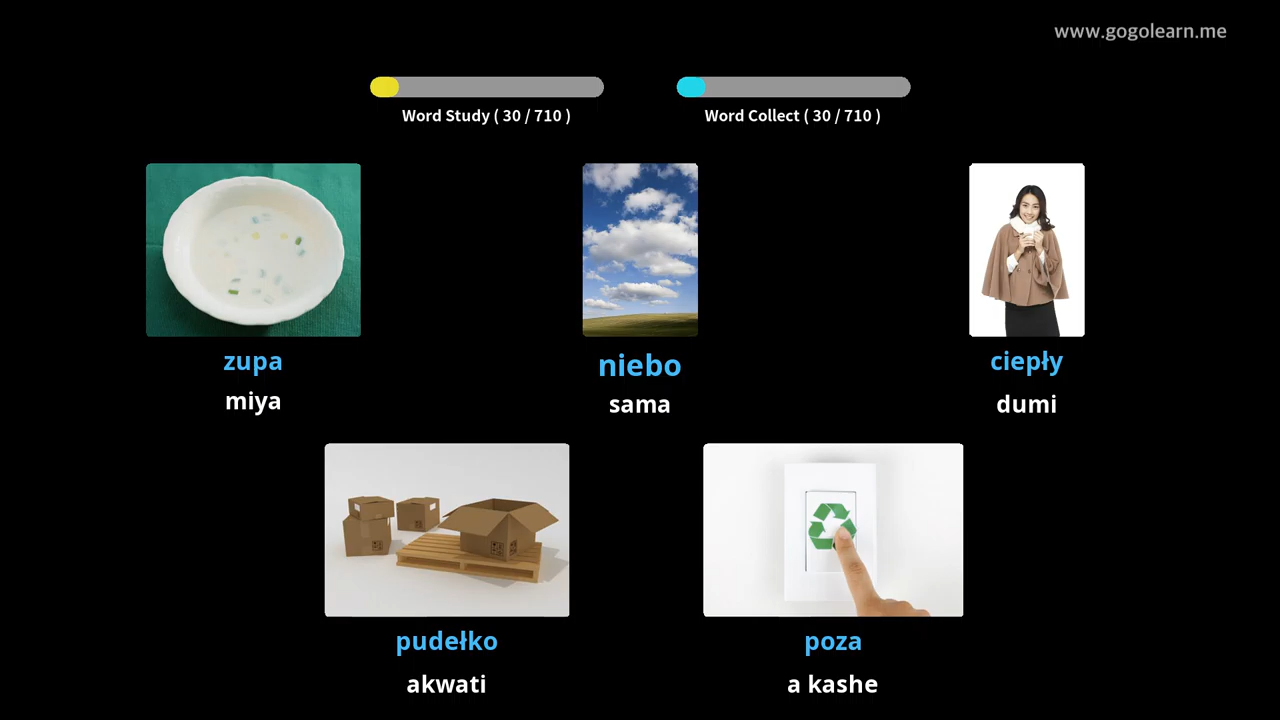 www.gogolearn.me
Word Study ( 30 / 710 )
Word Collect ( 30 / 710 )
zupa
niebo
ciepły
miya
sama
dumi
pudełko
poza
akwati
a kashe